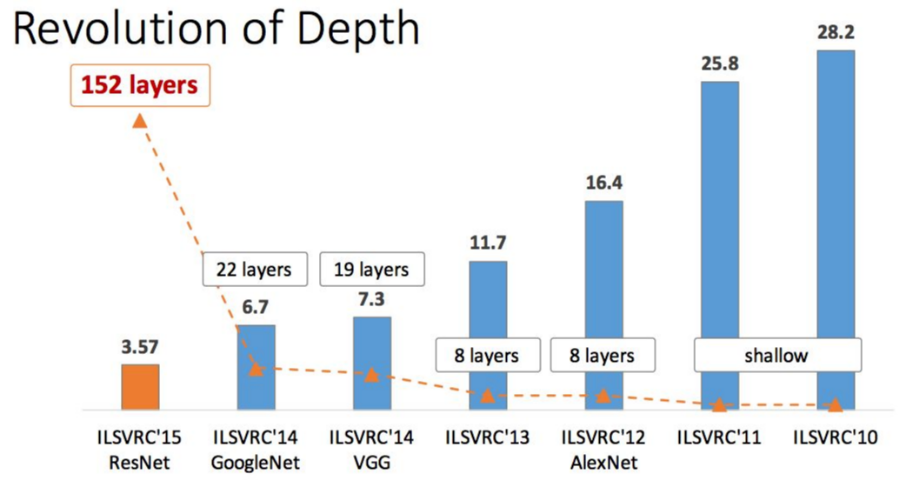 Revolution of Depth
152 layers
22 layers
19 layers
8 layers
8 layers
shallow
3.57
6.7
7.3
11.7
16.4
25.8
28.2
ILSVRC'15
ResNet
ILSVRC'14
GoogleNet
ILSVRC'14
VGG
ILSVRC'13
ILSVRC'12
AlexNet
ILSVRC'11
ILSVRC'10